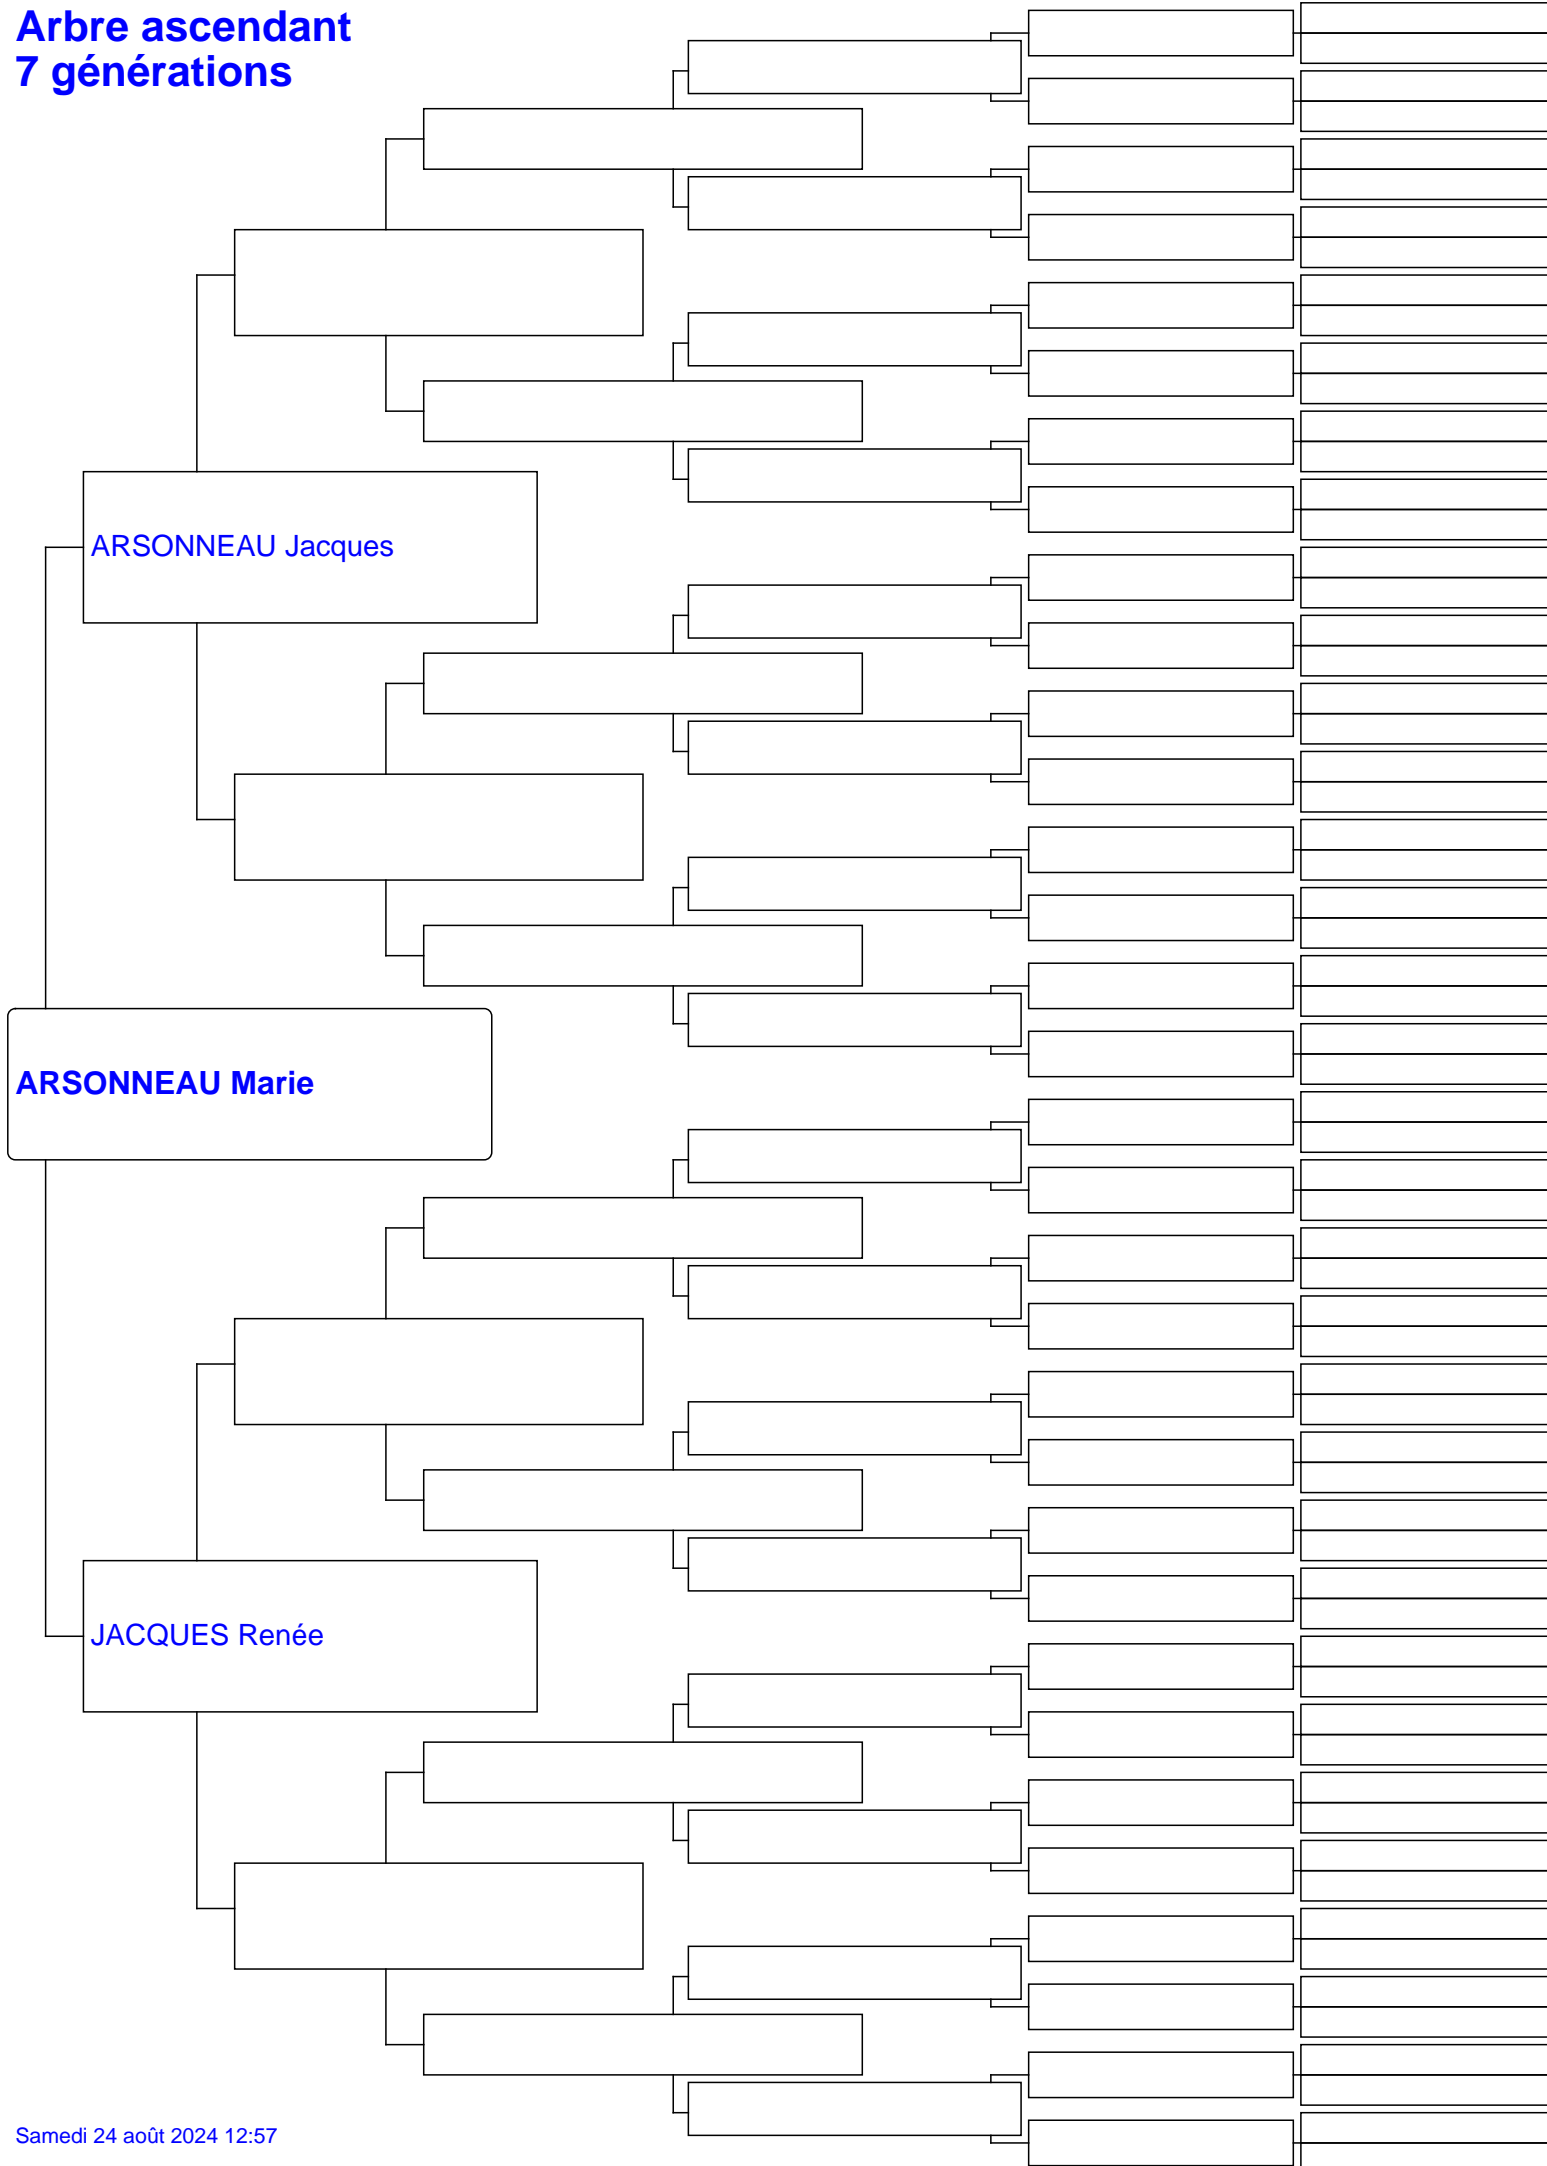 Arbre ascendant
7 générations
ARSONNEAU Jacques
ARSONNEAU Marie
JACQUES Renée
Samedi 24 août 2024 12:57